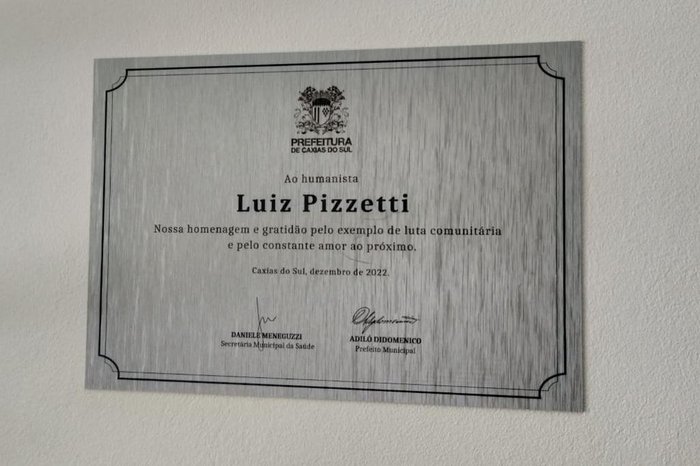 PREFEITURA
DE CAXIAS DO SUL
Ao humanista
Luiz Pizzetti
Nossa homenagem e gratidão pelo exemplo de luta comunitária
e pelo constante amor ao próximo.
Caxias do Sul, dezembro de 2022.
DANIELE MENEGUZZI
Secretária Municipal da Saúde
ADILÓ DIDOMENICO
Prefeito Municipal